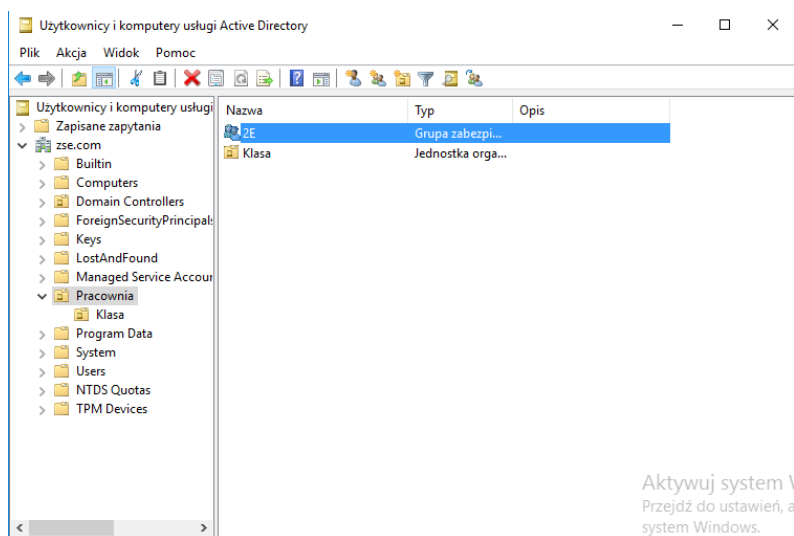 Użytkownicy i komputery usługi Active Directory
Plik Akcja Widok Pomoc
Użytkownicy i komputery usługi
Zapisane zapytania
zse.com
Builtin
Computers
Domain Controllers
ForeignSecurityPrincipals
Keys
LostAndFound
Managed Service Accour
Pracownia
Klasa
Program Data
System
Users
NTDS Quotas
TPM Devices
Nazwa Typ Opis
2E Grupa zabezpi...
Klasa Jednostka orga...
Aktywuj system
Przejdź do ustawień, a
system Windows.